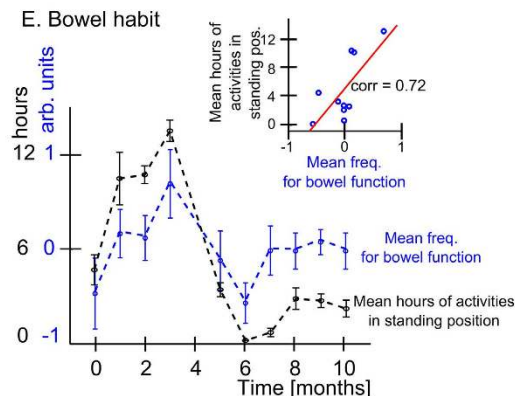 E. Bowel habit
Mean hours of
activities in
standing pos.
12
8
4
0
corr = 0.72
-1 0 1
Mean freq.
for bowel function
hours
arb. units
12 1
6 0
0 -1
Mean freq.
for bowel function
Mean hours of activities
in standing position
0 2 4 6 8 10
Time [months]